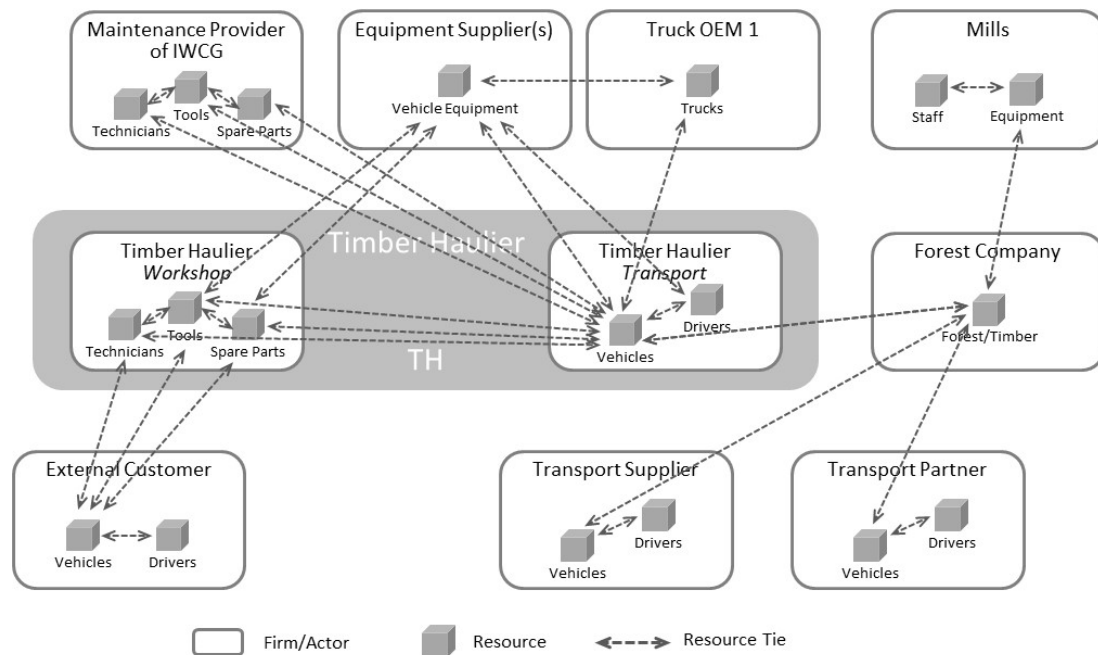 Maintenance Provider
of IWCG
Technicians
Tools
Spare Parts
Equipment Supplier(s)
Vehicle Equipment
Truck OEM 1
Trucks
Mills
Staff
Equipment
Timber Haulier
Timber Haulier
Workshop
Technicians
Tools
Spare Parts
Timber Haulier
Transport
Vehicles
Drivers
TH
Forest Company
Forest/Timber
External Customer
Vehicles
Drivers
Transport Supplier
Vehicles
Drivers
Transport Partner
Vehicles
Drivers
Firm/Actor
Resource
Resource Tie